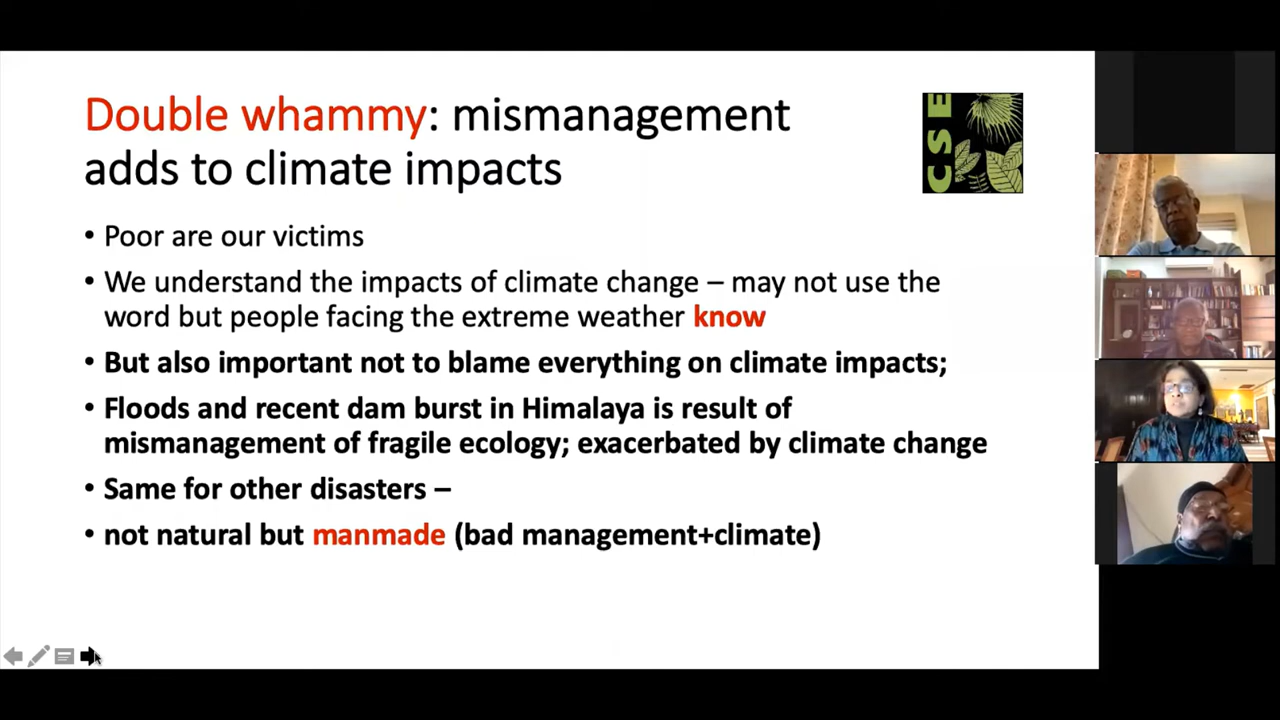 Double whammy: mismanagement
adds to climate impacts
CSE
• Poor are our victims
• We understand the impacts of climate change – may not use the
word but people facing the extreme weather know
• But also important not to blame everything on climate impacts;
• Floods and recent dam burst in Himalaya is result of
mismanagement of fragile ecology; exacerbated by climate change
• Same for other disasters –
• not natural but manmade (bad management+climate)